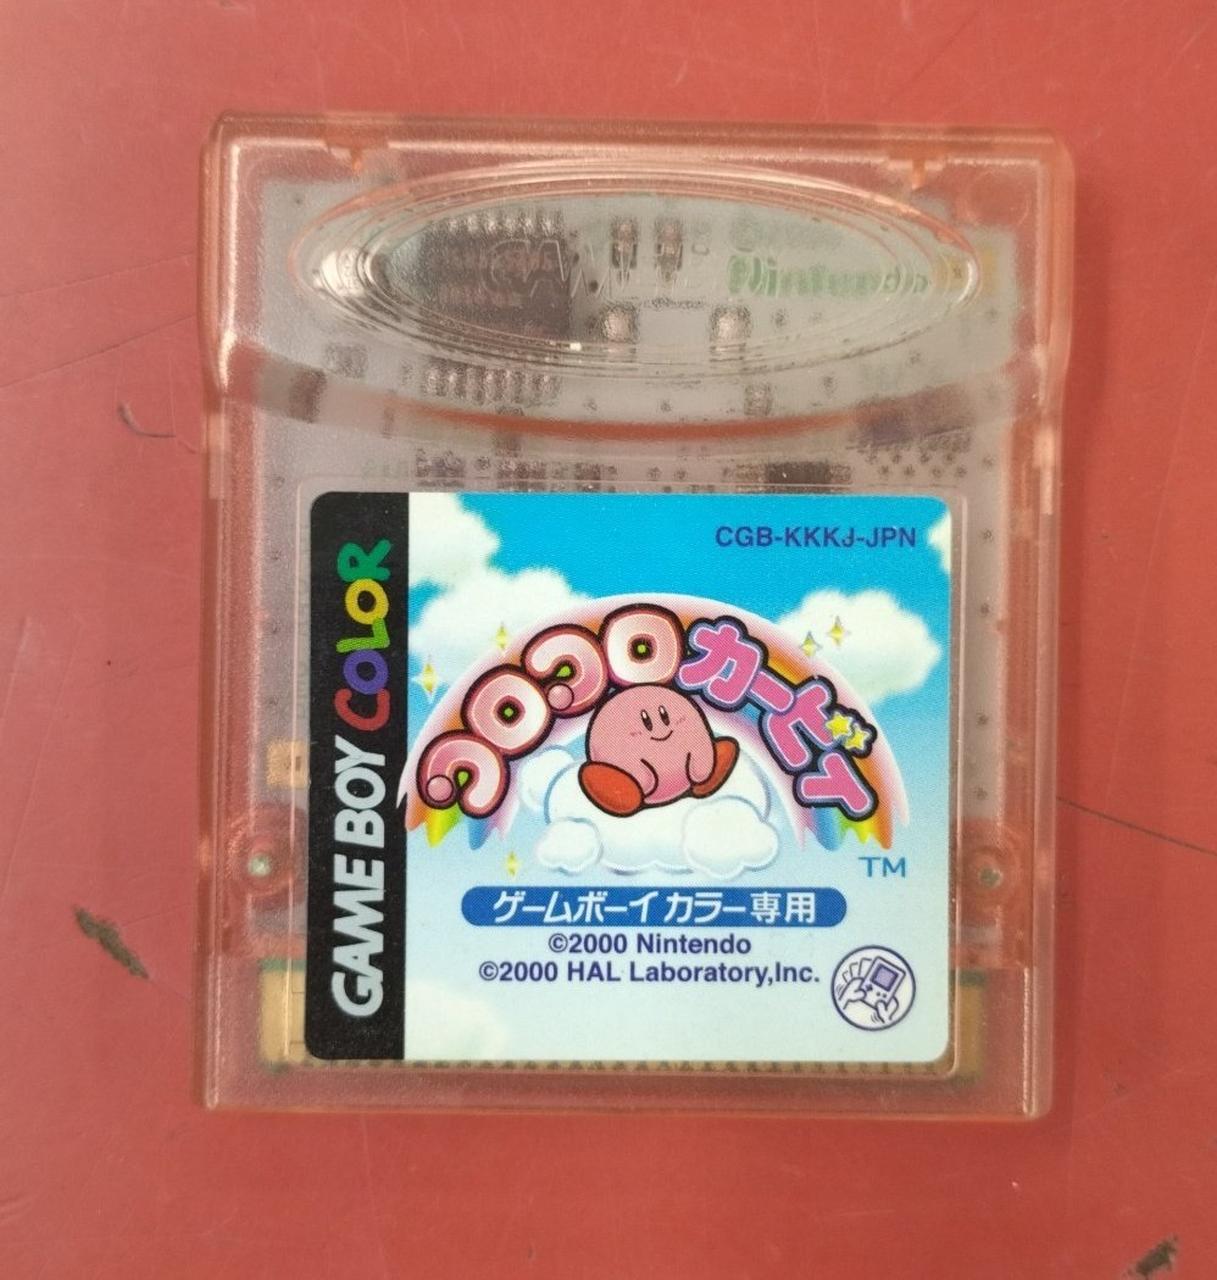 Nintendo
CGB-KKKJ-JPN
GAME BOY COLOR
コロコロカービィ
TM
ゲームボーイカラー専用
©2000 Nintendo
©2000 HAL Laboratory,Inc.